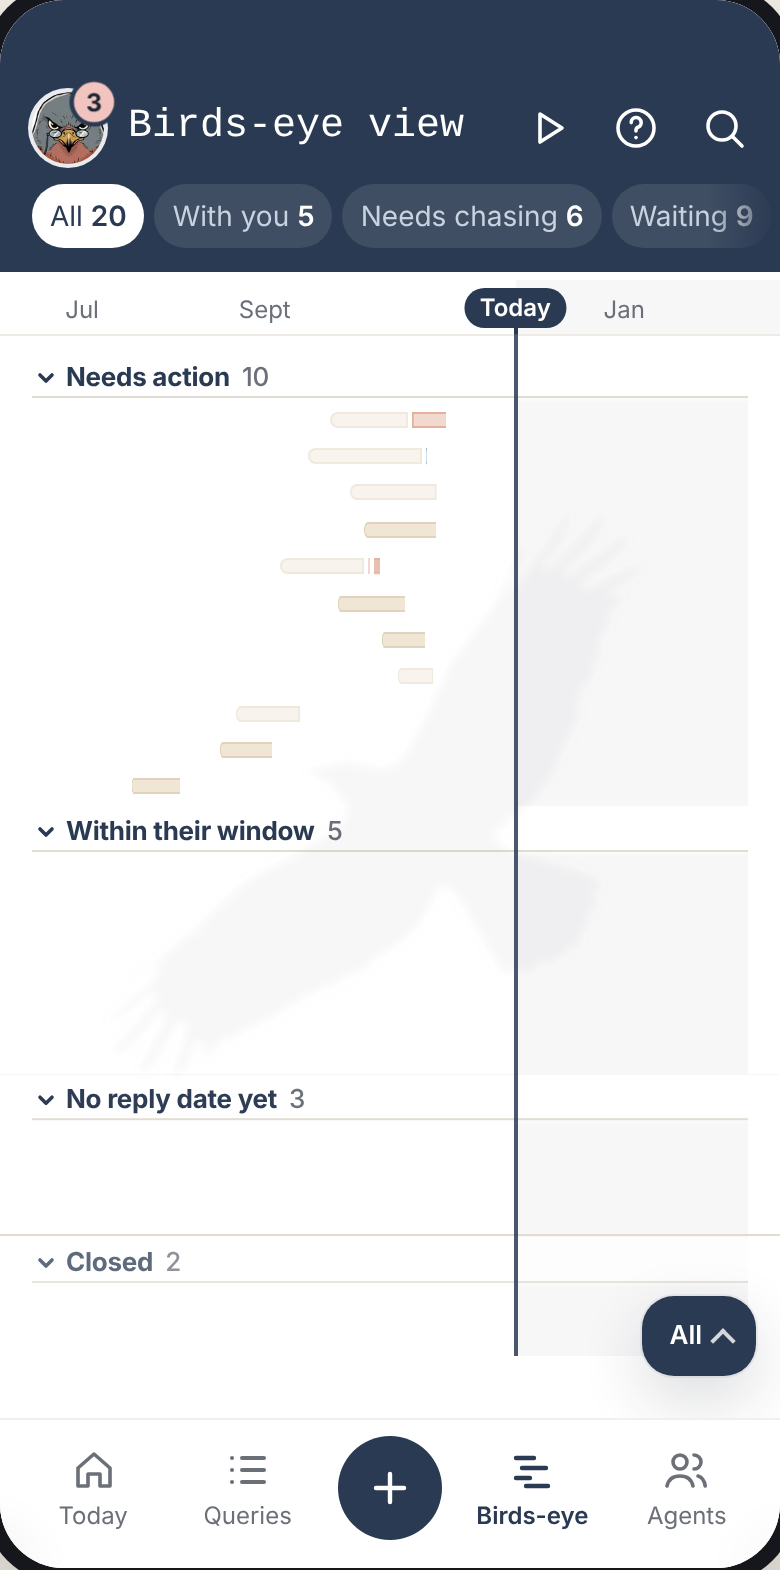 3
Birds-eye view
All 20
With you 5
Needs chasing 6
Waiting 9
Jul
Sept
Today
Jan
Needs action 10
Within their window 5
No reply date yet 3
Closed 2
All
Today
Queries
Birds-eye
Agents